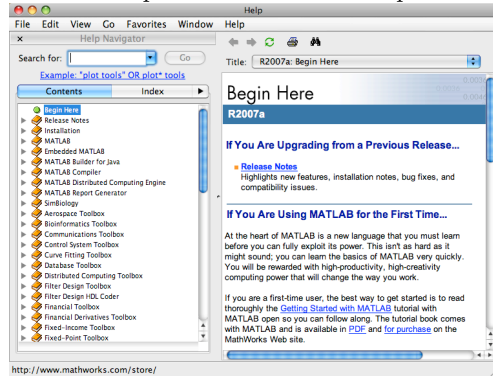 Help
File Edit View Go Favorites Window Help
Help Navigator
Search for:
Go
Example: "plot tools" OR plot* tools
Contents Index
Begin Here
Release Notes
Installation
MATLAB
Embedded MATLAB
MATLAB Builder for Java
MATLAB Compiler
MATLAB Distributed Computing Engine
MATLAB Report Generator
SimBiology
Aerospace Toolbox
Bioinformatics Toolbox
Communications Toolbox
Control System Toolbox
Curve Fitting Toolbox
Database Toolbox
Distributed Computing Toolbox
Filter Design Toolbox
Filter Design HDL Coder
Financial Toolbox
Financial Derivatives Toolbox
Fixed-Income Toolbox
Fixed-Point Toolbox
Title: R2007a: Begin Here
Begin Here
R2007a
If You Are Upgrading from a Previous Release...
Release Notes
Highlights new features, installation notes, bug fixes, and
compatibility issues.
If You Are Using MATLAB for the First Time...
At the heart of MATLAB is a new language that you must learn
before you can fully exploit its power. This isn't as hard as it
might sound; you can learn the basics of MATLAB very quickly.
You will be rewarded with high-productivity, high-creativity
computing power that will change the way you work.
If you are a first-time user, the best way to get started is to read
thoroughly the Getting Started with MATLAB tutorial with
MATLAB open so you can follow along. The tutorial book comes
with MATLAB and is available in PDF and for purchase on the
MathWorks Web site.
http://www.mathworks.com/store/